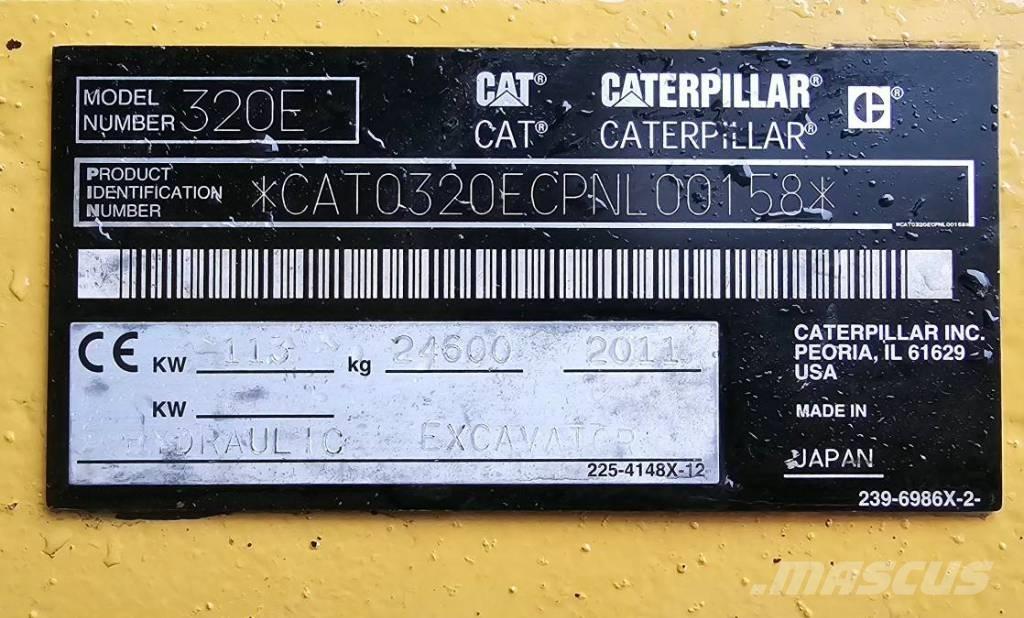 MODEL NUMBER 320E
CAT® CATERPILLAR® ®
CAT® CATERPILLAR®
PRODUCT IDENTIFICATION NUMBER *CAT0320ECPNL00158*
*CAT0320ECPNL00158*
CE KW 113 kg 24600 2011
KW
HYDRAULIC EXCAVATOR
225-4148X-12
CATERPILLAR INC.
PEORIA, IL 61629
USA
MADE IN
JAPAN
239-6986X-2-
MASCUS